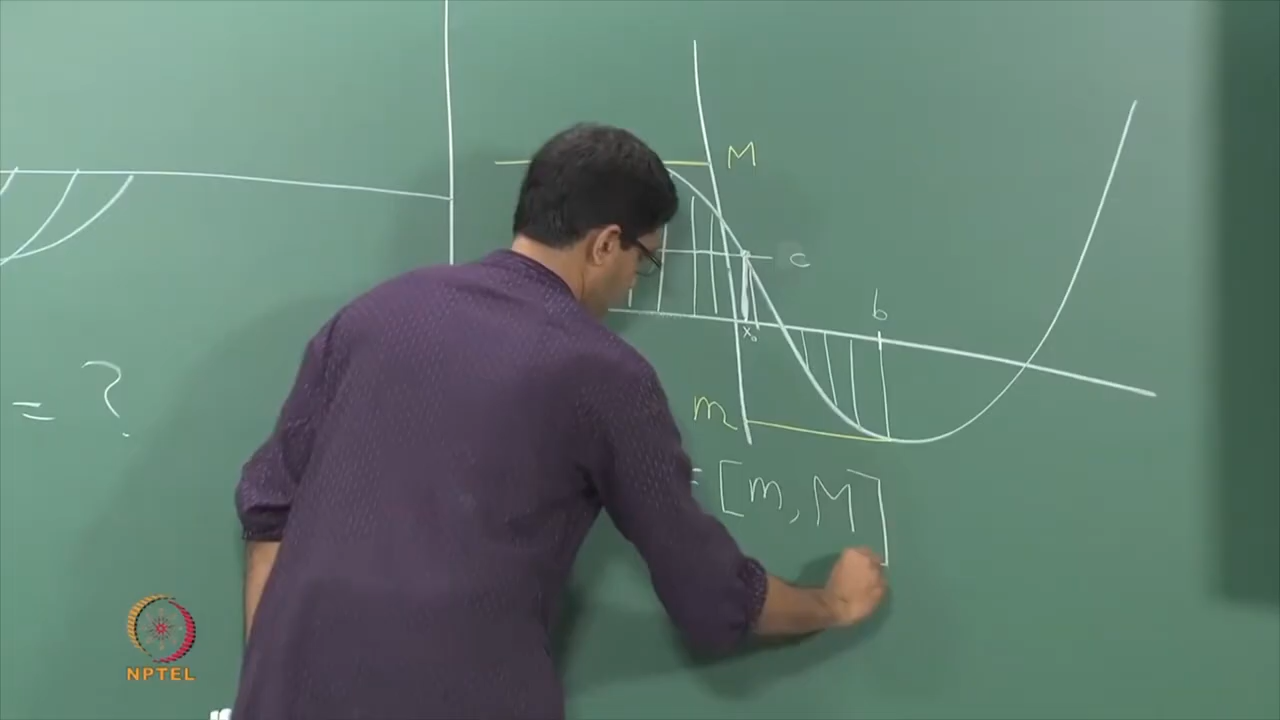 M
c
b
x₀
m
= ?
= [m, M]
NPTEL